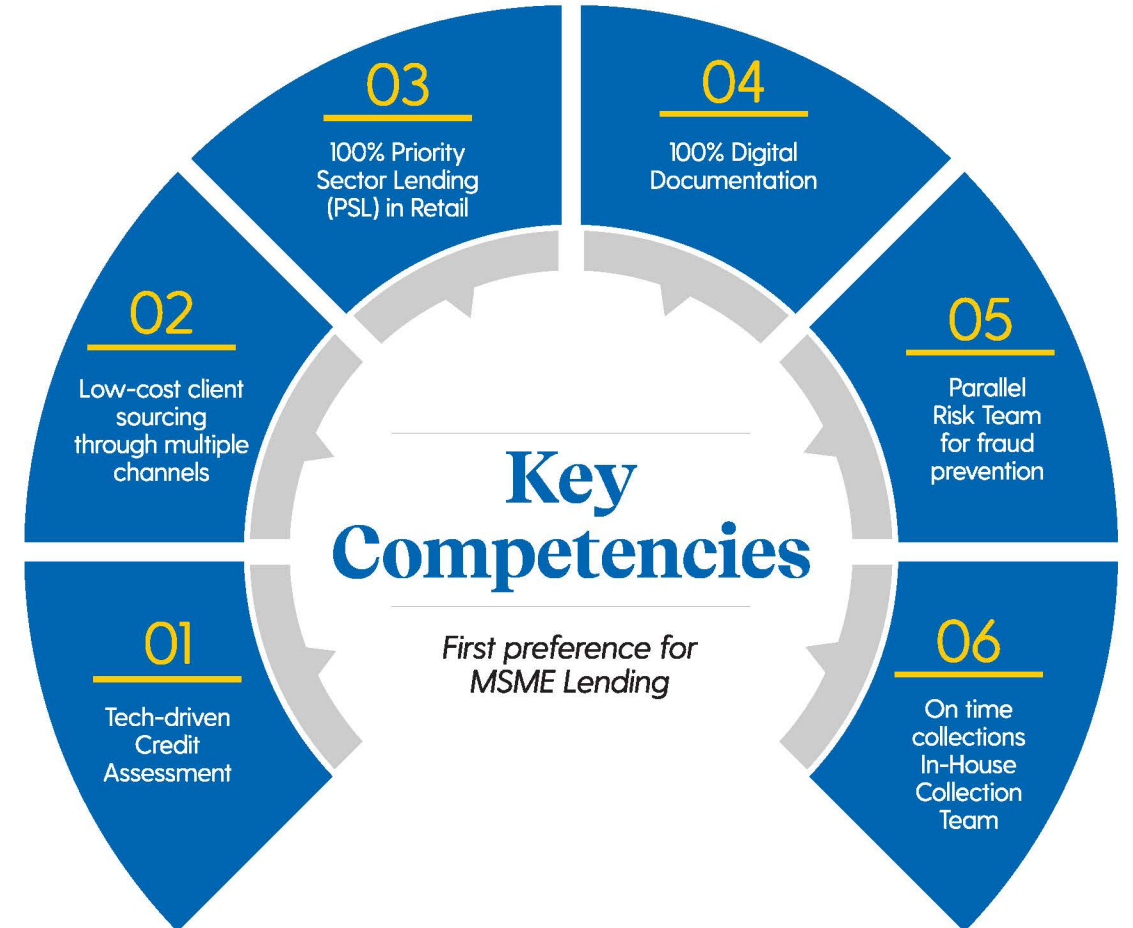 03
100% Priority
Sector Lending
(PSL) in Retail
04
100% Digital
Documentation
02
Low-cost client
sourcing
through multiple
channels
05
Parallel
Risk Team
for fraud
prevention
Key
Competencies
First preference for
MSME Lending
01
Tech-driven
Credit
Assessment
06
On time
collections
In-House
Collection
Team